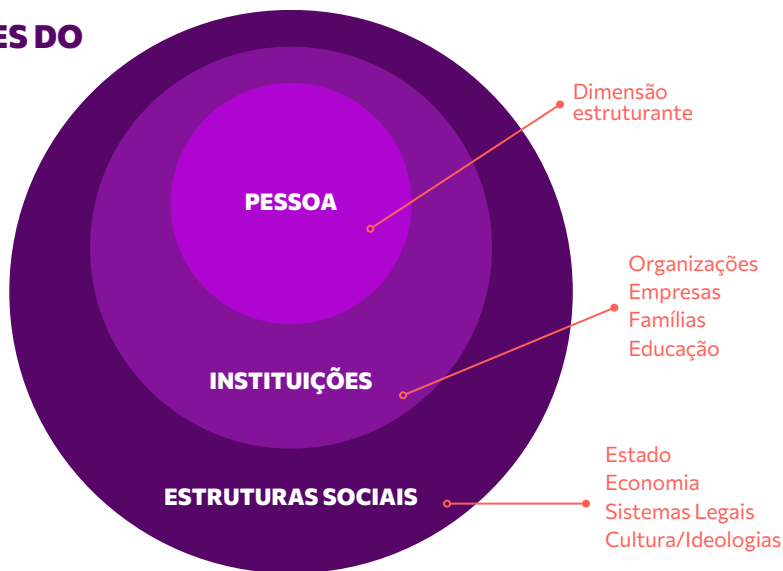 ES DO
Dimensão
estruturante
PESSOA
Organizações
Empresas
Famílias
Educação
INSTITUIÇÕES
Estado
Economia
Sistemas Legais
Cultura/Ideologias
ESTRUTURAS SOCIAIS